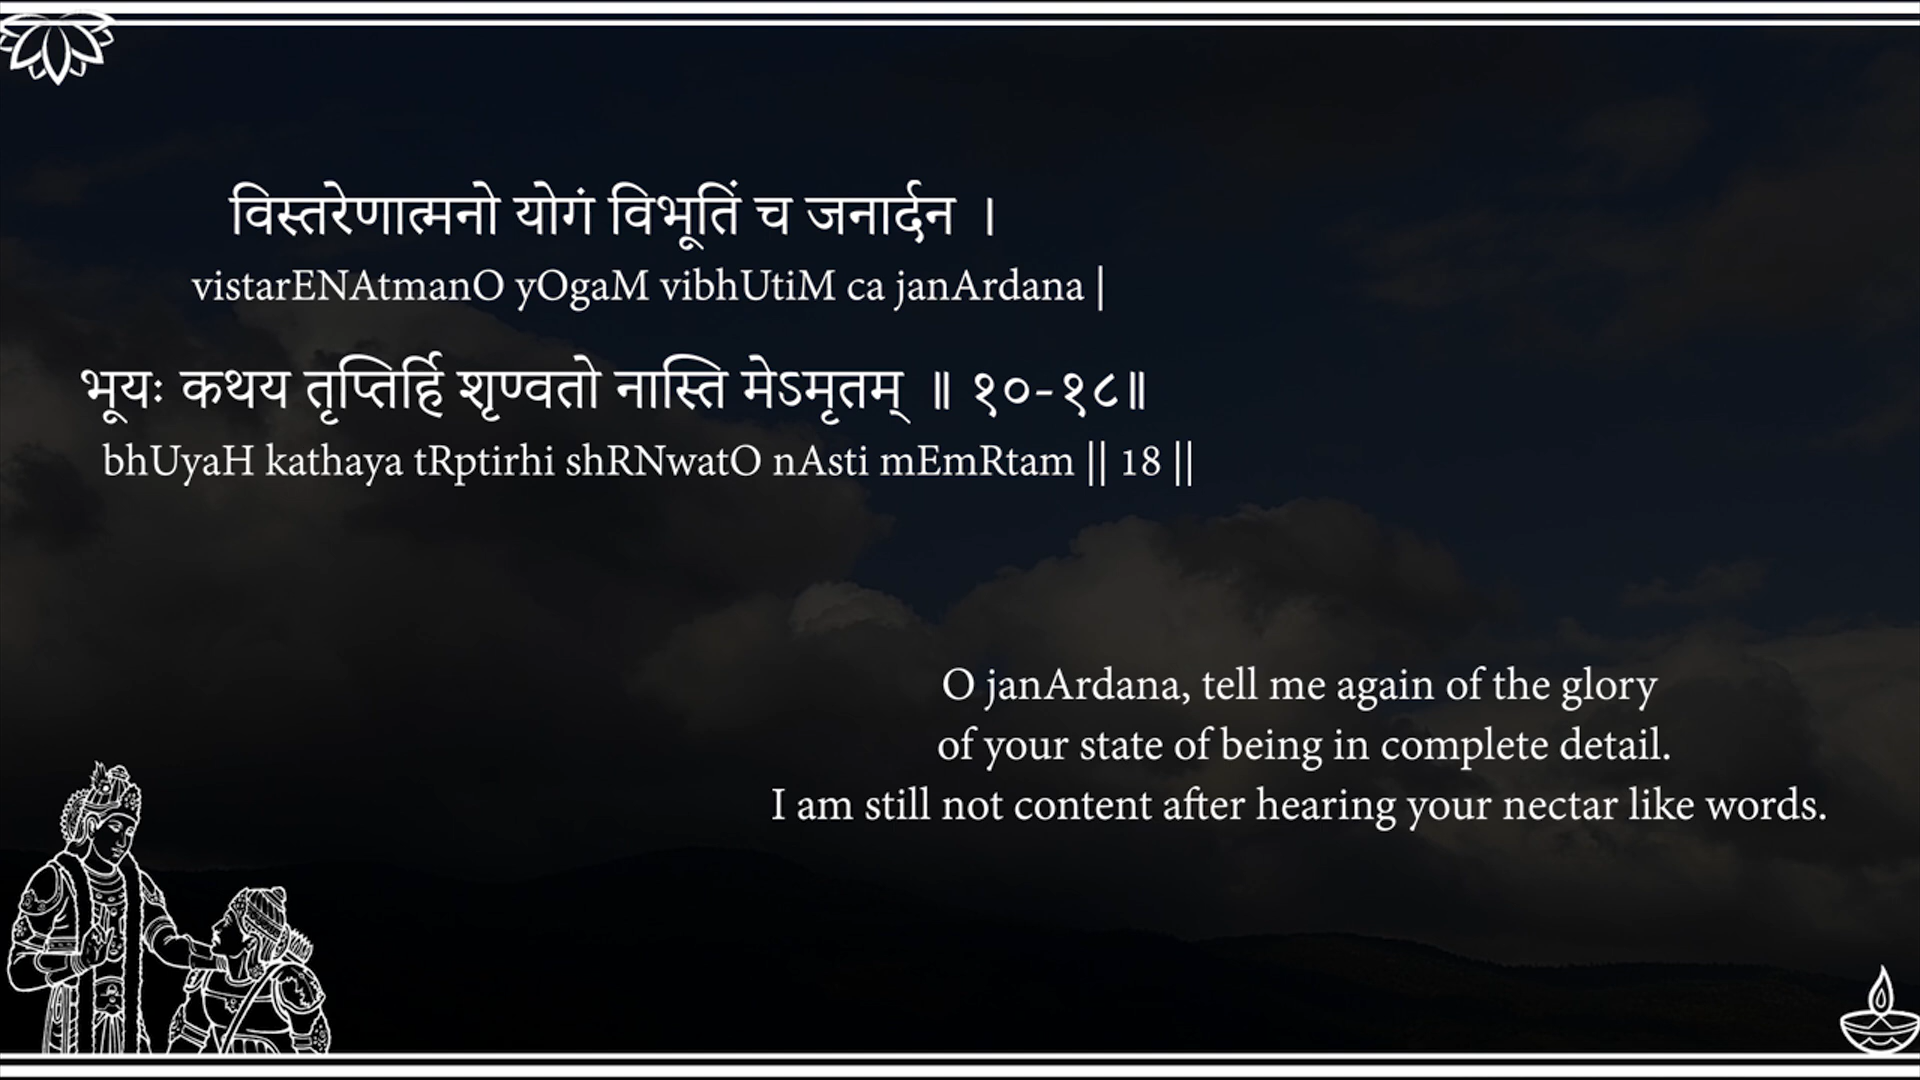 विस्तरेणात्मनो योगं विभूतिं च जनार्दन ।
vistarENAtmanO yOgaM vibhUtiM ca janArdana |
भूयः कथय तृप्तिर्हि शृण्वतो नास्ति मेऽमृतम् ॥ १०-१८॥
bhUyaH kathaya tRptirhi shRNwatO nAsti mEmRtam || 18 ||
O janArdana, tell me again of the glory
of your state of being in complete detail.
I am still not content after hearing your nectar like words.